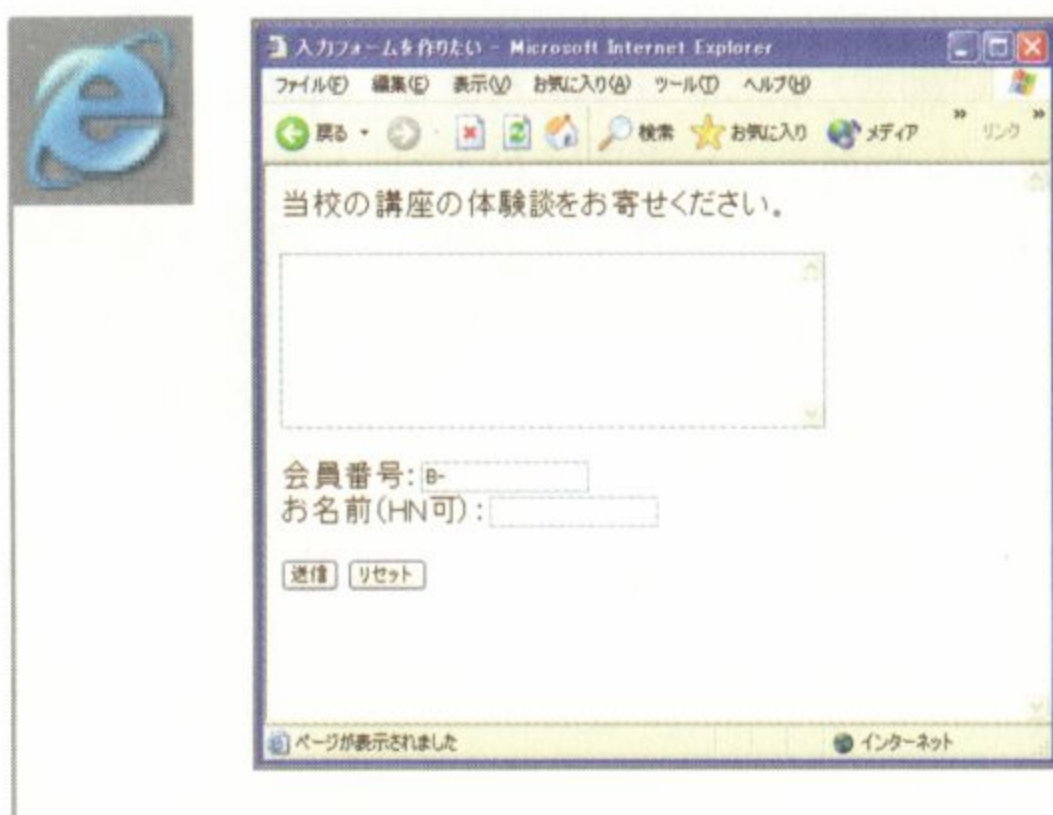 入力フォームを作りたい - Microsoft Internet Explorer
ファイル(F) 編集(E) 表示(V) お気に入り(A) ツール(T) ヘルプ(H)
戻る 検索 お気に入り メディア » リンク »
当校の講座の体験談をお寄せください。
会員番号: B-
お名前(HN可):
送信 リセット
ページが表示されました インターネット